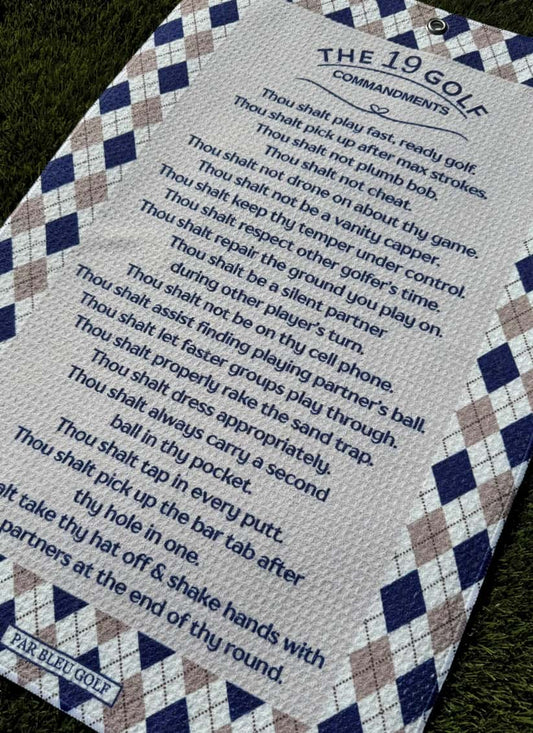 THE 19 GOLF
COMMANDMENTS
Thou shalt play fast, ready golf.
Thou shalt pick up after max strokes.
Thou shalt not plumb bob.
Thou shalt not cheat.
Thou shalt not drone on about thy game.
Thou shalt not be a vanity capper.
Thou shalt keep thy temper under control.
Thou shalt respect other golfer's time.
Thou shalt repair the ground you play on.
Thou shalt be a silent partner
during other player's turn.
Thou shalt not be on thy cell phone.
Thou shalt assist finding playing partner's ball.
Thou shalt let faster groups play through.
Thou shalt properly rake the sand trap.
Thou shalt dress appropriately.
Thou shalt always carry a second
ball in thy pocket.
Thou shalt tap in every putt.
Thou shalt pick up the bar tab after
thy hole in one.
alt take thy hat off & shake hands with
partners at the end of thy round.
PAR BLEU GOLF